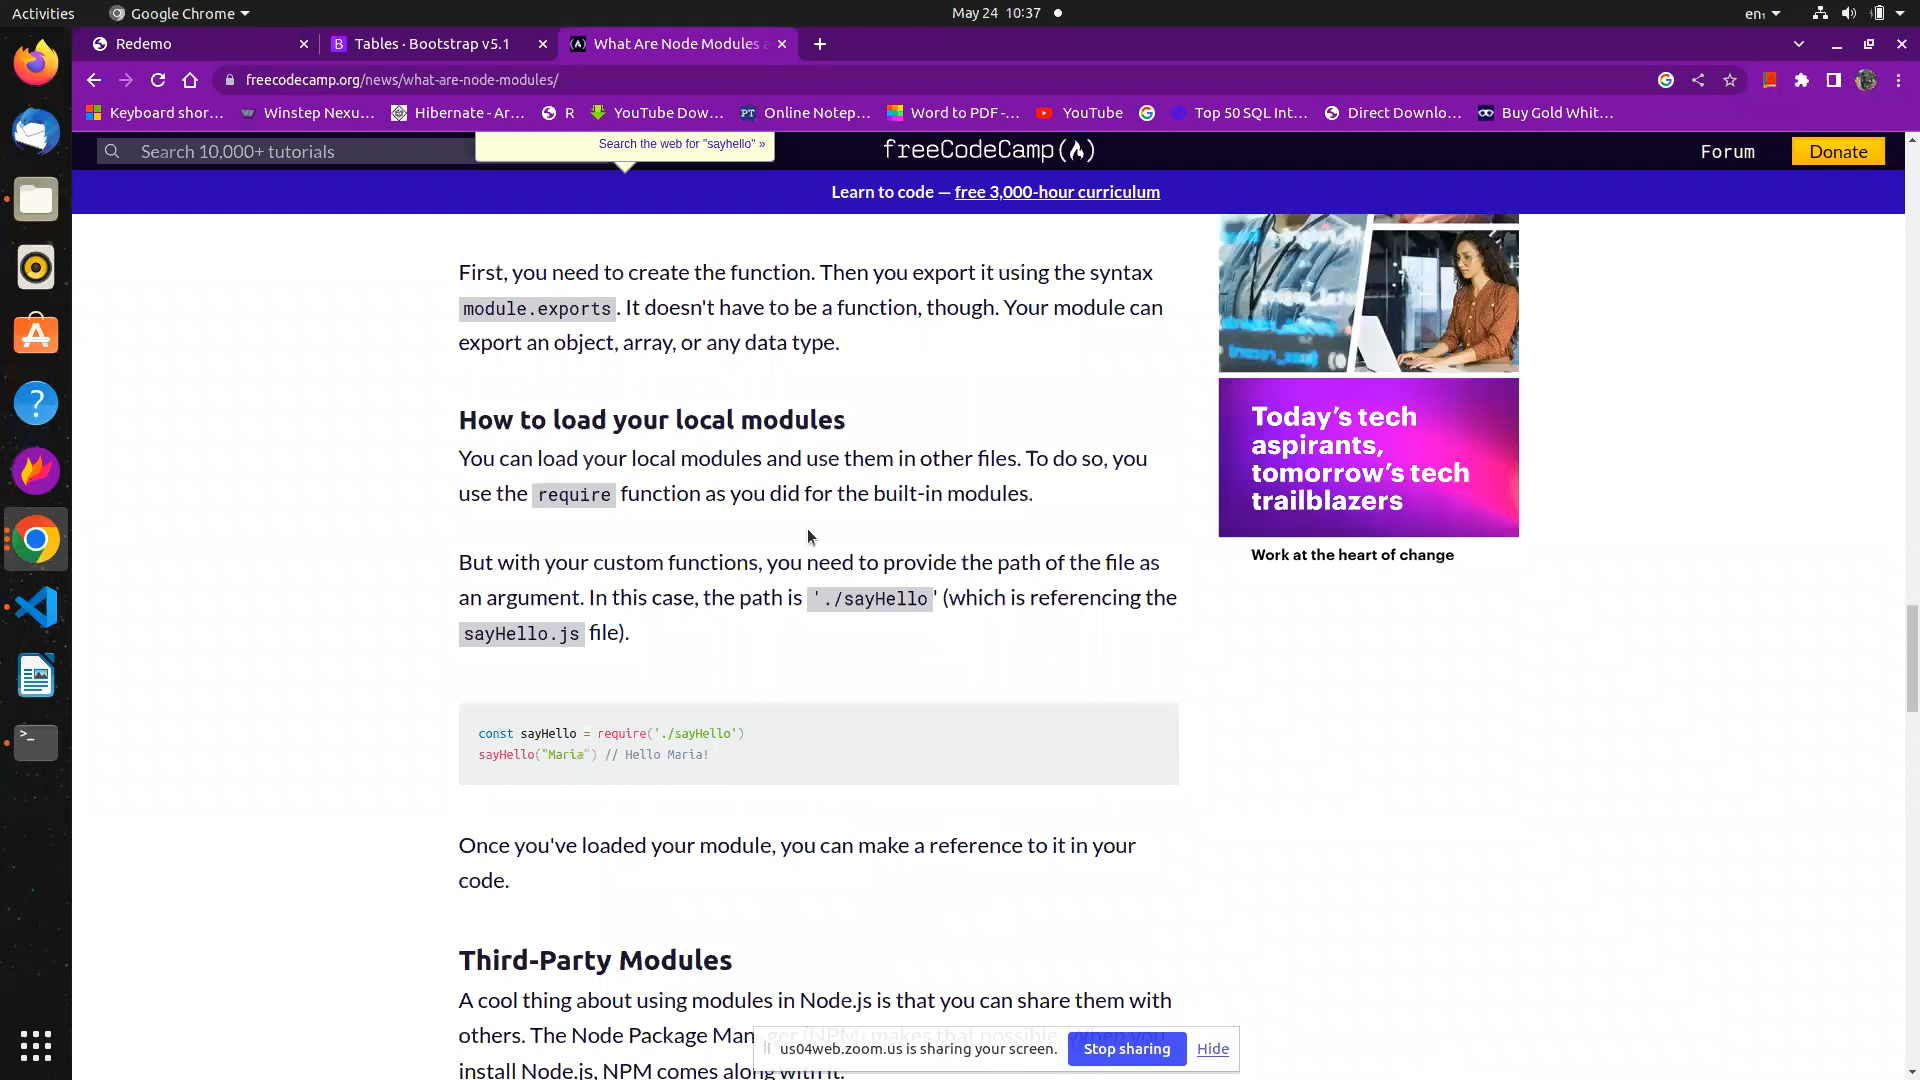 Activities
Google Chrome
May 24 10:37
en₁
Redemo
Tables · Bootstrap v5.1
What Are Node Modules a
freecodecamp.org/news/what-are-node-modules/
Keyboard shor...
Winstep Nexu...
Hibernate - Ar...
R
YouTube Dow...
PT
Online Notep...
Word to PDF -...
YouTube
Top 50 SQL Int...
Direct Downlo...
Buy Gold Whit...
Search 10,000+ tutorials
Search the web for "sayhello" »
freeCodeCamp
Forum
Donate
Learn to code — free 3,000-hour curriculum
First, you need to create the function. Then you export it using the syntax
module.exports. It doesn't have to be a function, though. Your module can
export an object, array, or any data type.
How to load your local modules
You can load your local modules and use them in other files. To do so, you
use the require function as you did for the built-in modules.
But with your custom functions, you need to provide the path of the file as
an argument. In this case, the path is './sayHello' (which is referencing the
sayHello.js file).
const sayHello = require('./sayHello')
sayHello("Maria") // Hello Maria!
Once you've loaded your module, you can make a reference to it in your
code.
Third-Party Modules
A cool thing about using modules in Node.js is that you can share them with
others. The Node Package Manager (NPM) makes that possible. When you
install Node.js, NPM comes along with it.
Today's tech
aspirants,
tomorrow's tech
trailblazers
Work at the heart of change
us04web.zoom.us is sharing your screen.
Stop sharing
Hide